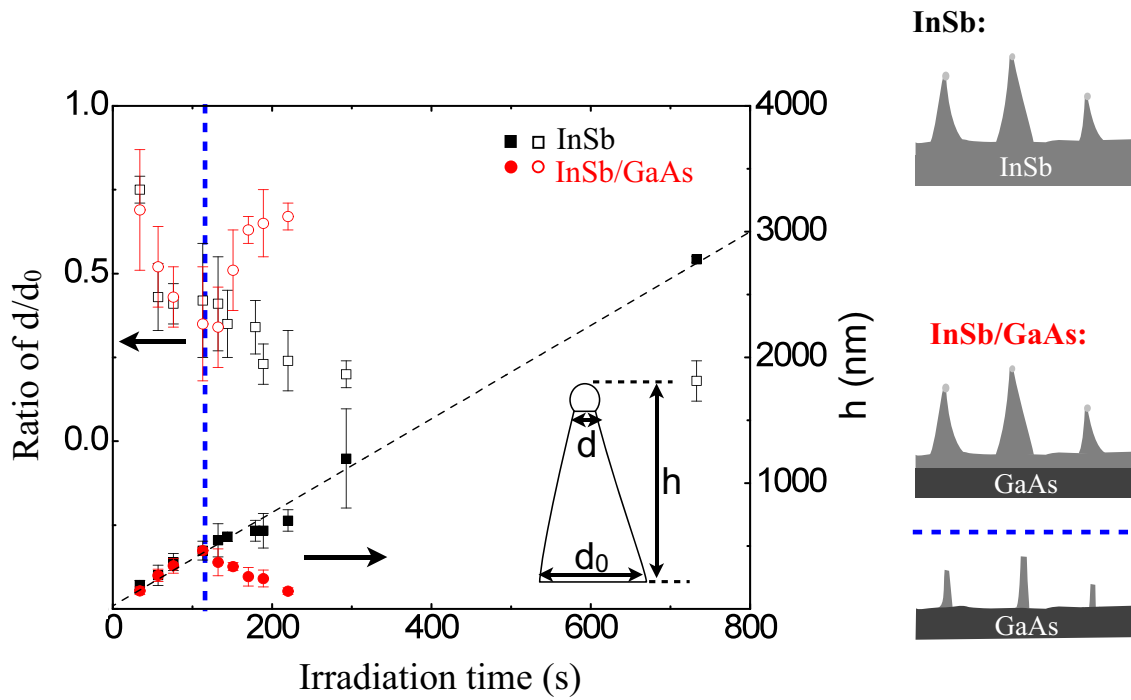 InSb:
1.0
4000
InSb
InSb/GaAs
InSb
3000
0.5
InSb/GaAs:
Ratio of d/d₀
2000
h (nm)
0.0
d
h
1000
GaAs
d₀
0
200
400
600
800
GaAs
Irradiation time (s)